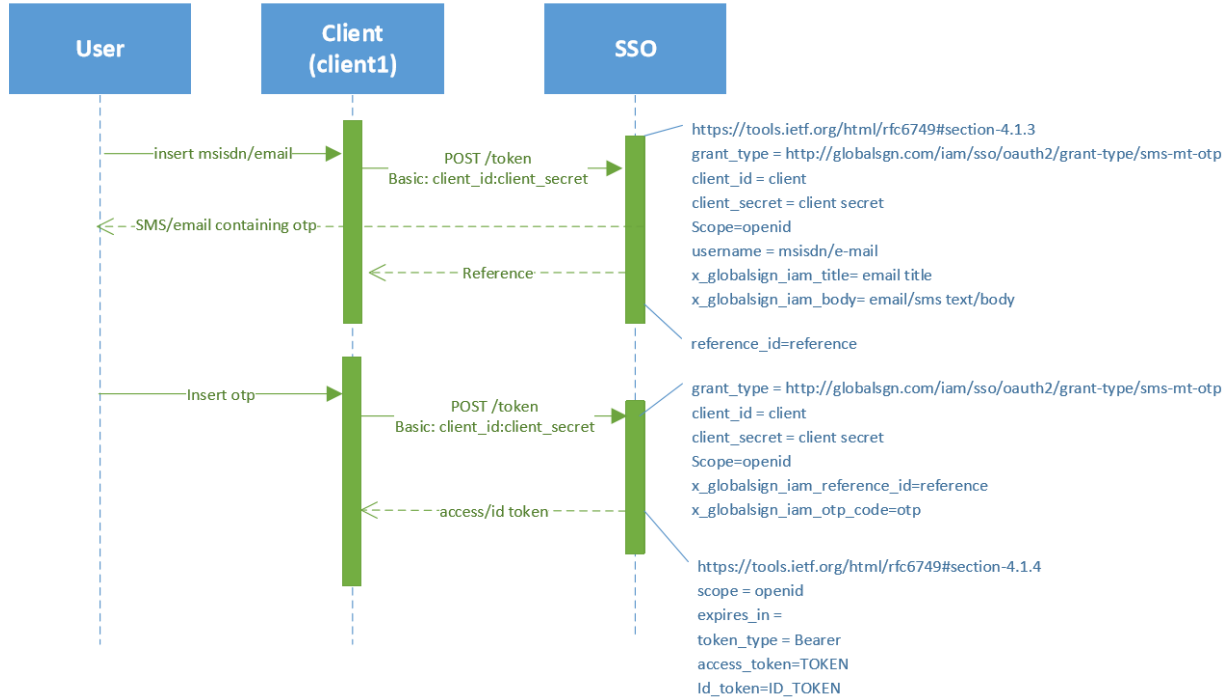 User
Client
(client1)
SSO
insert msisdn/email
POST /token
Basic: client_id:client_secret
SMS/email containing otp
Reference
https://tools.ietf.org/html/rfc6749#section-4.1.3
grant_type = http://globalsgn.com/iam/sso/oauth2/grant-type/sms-mt-otp
client_id = client
client_secret = client secret
Scope=openid
username = msisdn/e-mail
x_globalsign_iam_title= email title
x_globalsign_iam_body= email/sms text/body
reference_id=reference
Insert otp
POST /token
Basic: client_id:client_secret
access/id token
grant_type = http://globalsgn.com/iam/sso/oauth2/grant-type/sms-mt-otp
client_id = client
client_secret = client secret
Scope=openid
x_globalsign_iam_reference_id=reference
x_globalsign_iam_otp_code=otp
https://tools.ietf.org/html/rfc6749#section-4.1.4
scope = openid
expires_in =
token_type = Bearer
access_token=TOKEN
Id_token=ID_TOKEN